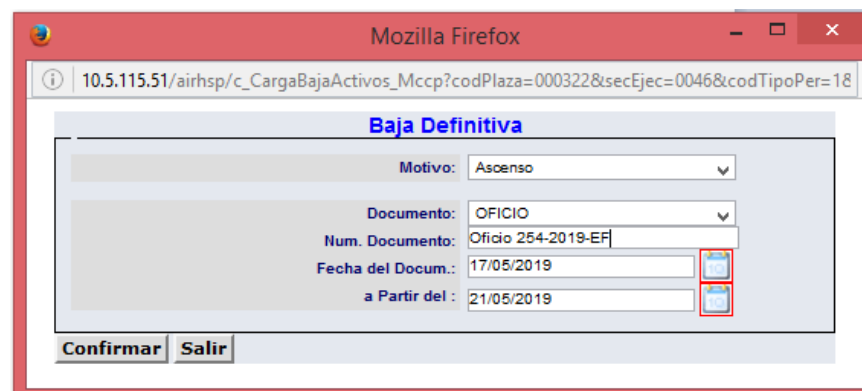 Mozilla Firefox
10.5.115.51/airhsp/c_CargaBajaActivos_Mccp?codPlaza=000322&secEjec=0046&codTipoPer=1&
Baja Definitiva
Motivo: Ascenso
Documento: OFICIO
Num. Documento: Oficio 254-2019-EF
Fecha del Docum.: 17/05/2019
a Partir del : 21/05/2019
Confirmar Salir